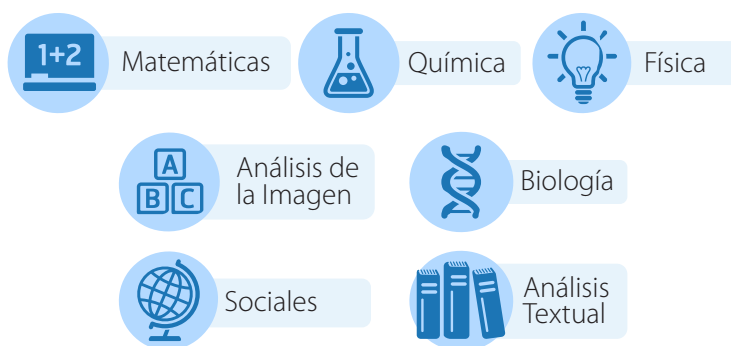 1+2
Matemáticas
Química
Física
A
B C
Análisis de
la Imagen
Biología
Sociales
Análisis
Textual